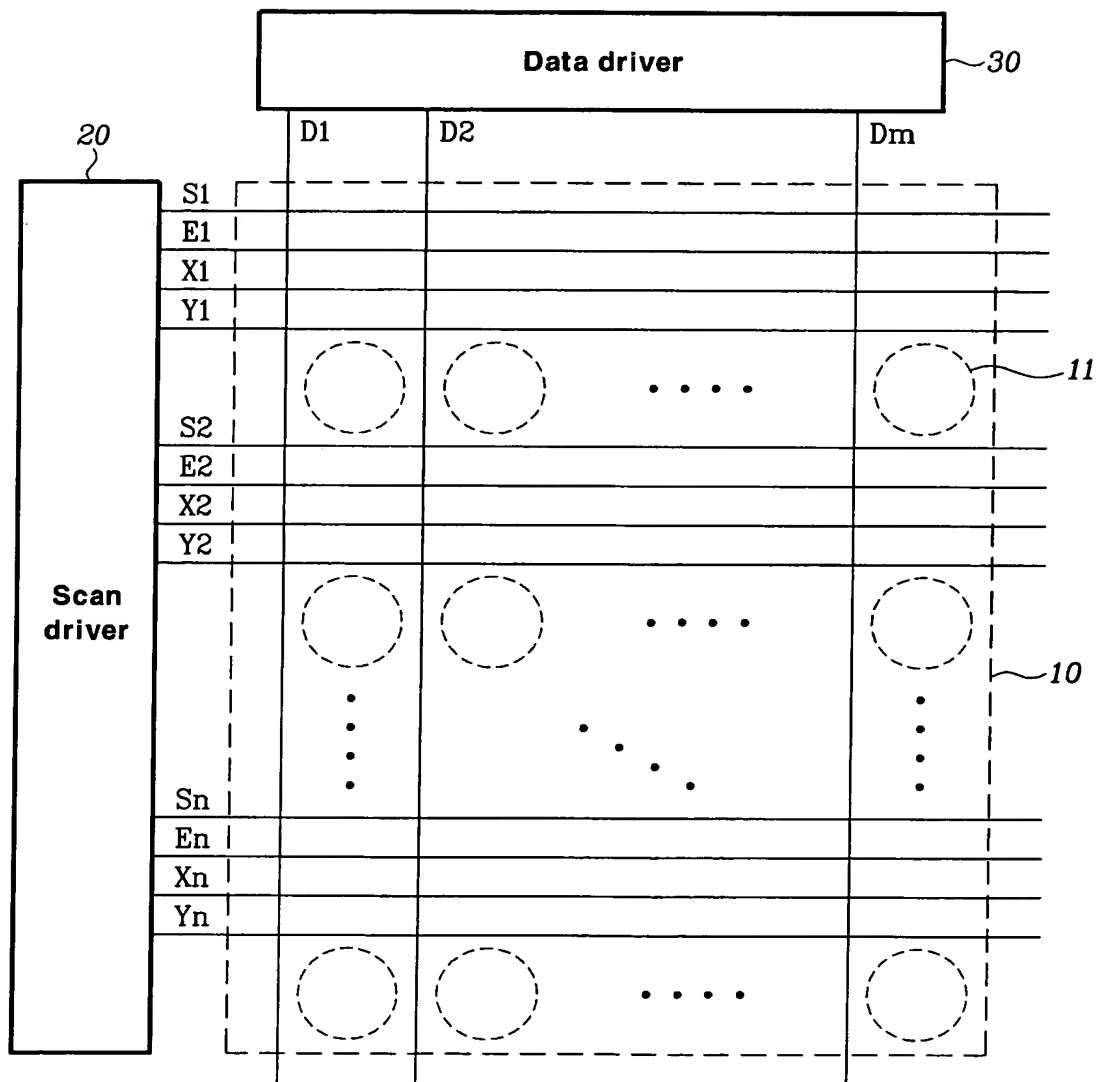 Data driver
30
20
D1 D2 Dm
S1
E1
X1
Y1
11
S2
E2
X2
Y2
Scan
driver
10
Sn
En
Xn
Yn